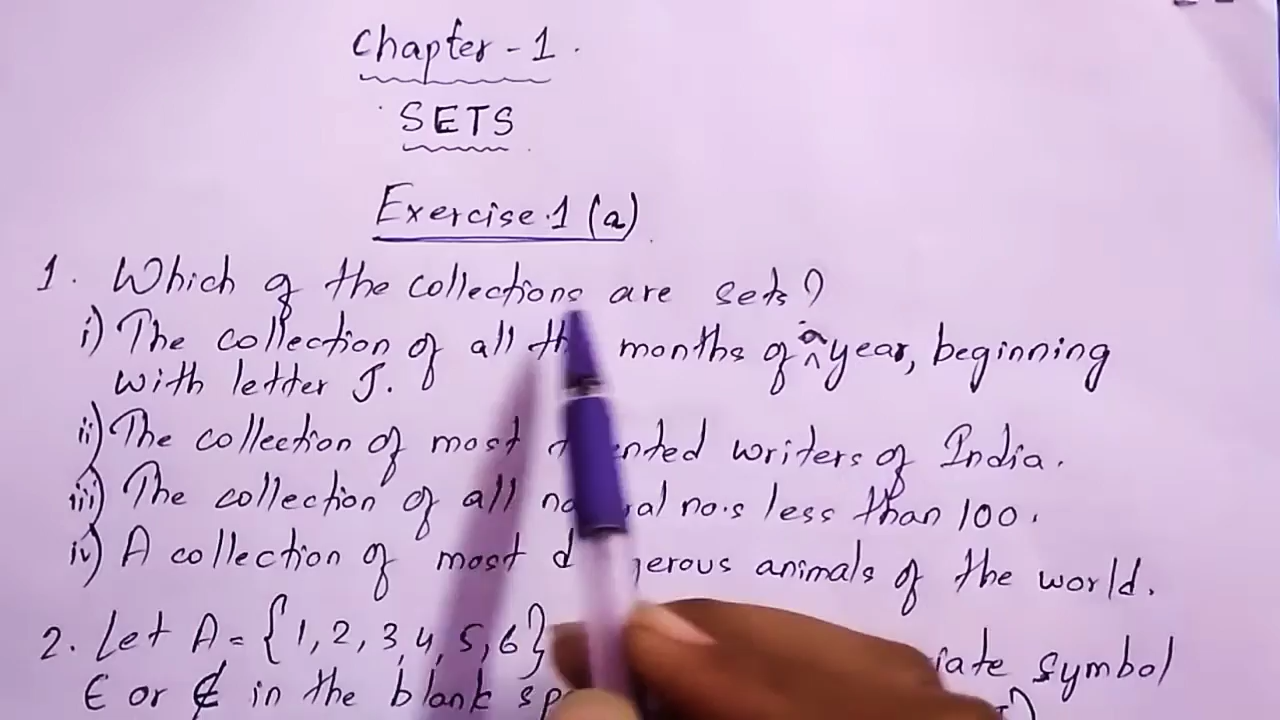 Chapter - 1.
SETS
Exercise.1 (a)
1. Which of the collections are sets?
i) The collection of all the months of a year, beginning
with letter J.
ii) The collection of most writers of India.
iii) The collection of all no.s less than 100.
iv) A collection of most animals of the world.
2. Let A = {1, 2, 3, 4, 5, 6} symbol
∈ or ∉ in the blank